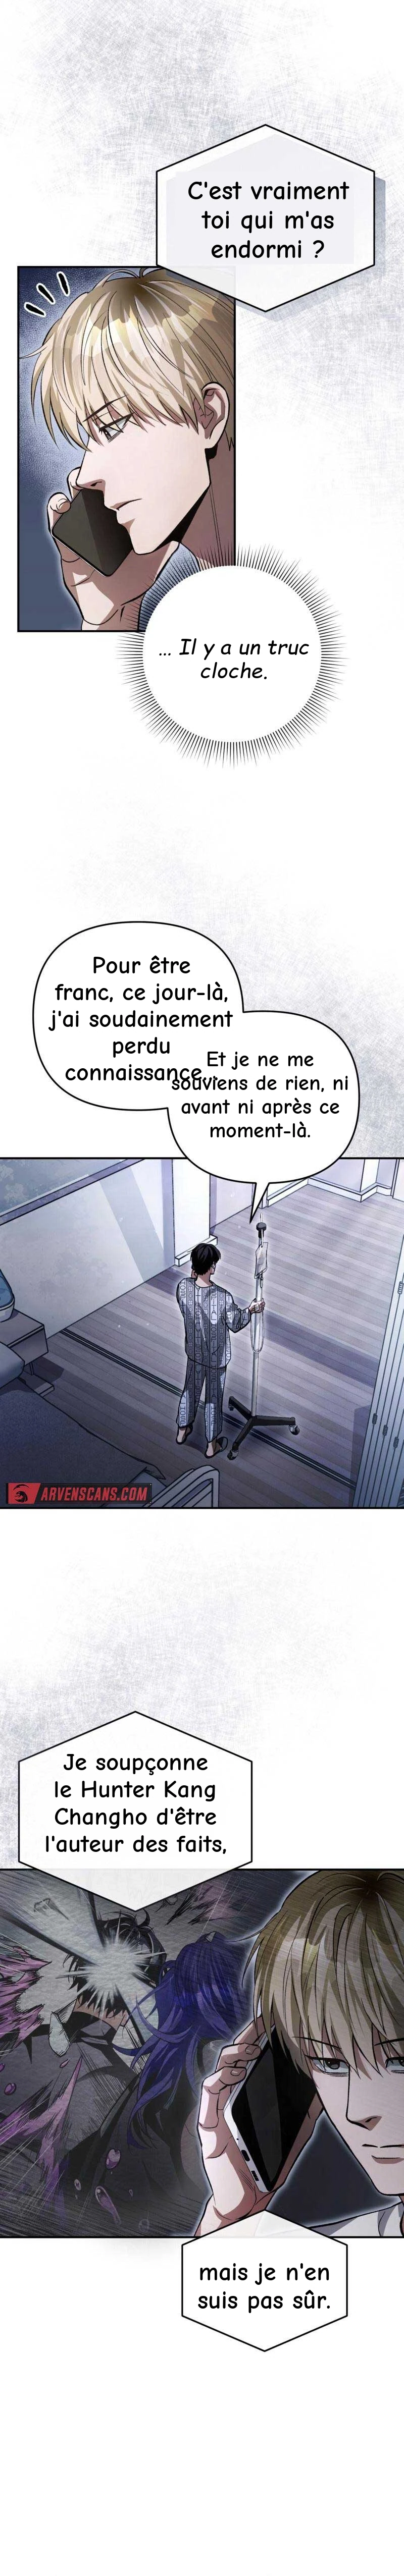 C'est vraiment
toi qui m'as
endormi ?
... Il y a un truc
cloche.
Pour être
franc, ce jour-là,
j'ai soudainement
perdu
connaissance.
Et je ne me
souviens de rien, ni
avant ni après ce
moment-là.
ARVENSCANS.COM
Je soupçonne
le Hunter Kang
Changho d'être
l'auteur des faits,
mais je n'en
suis pas sûr.